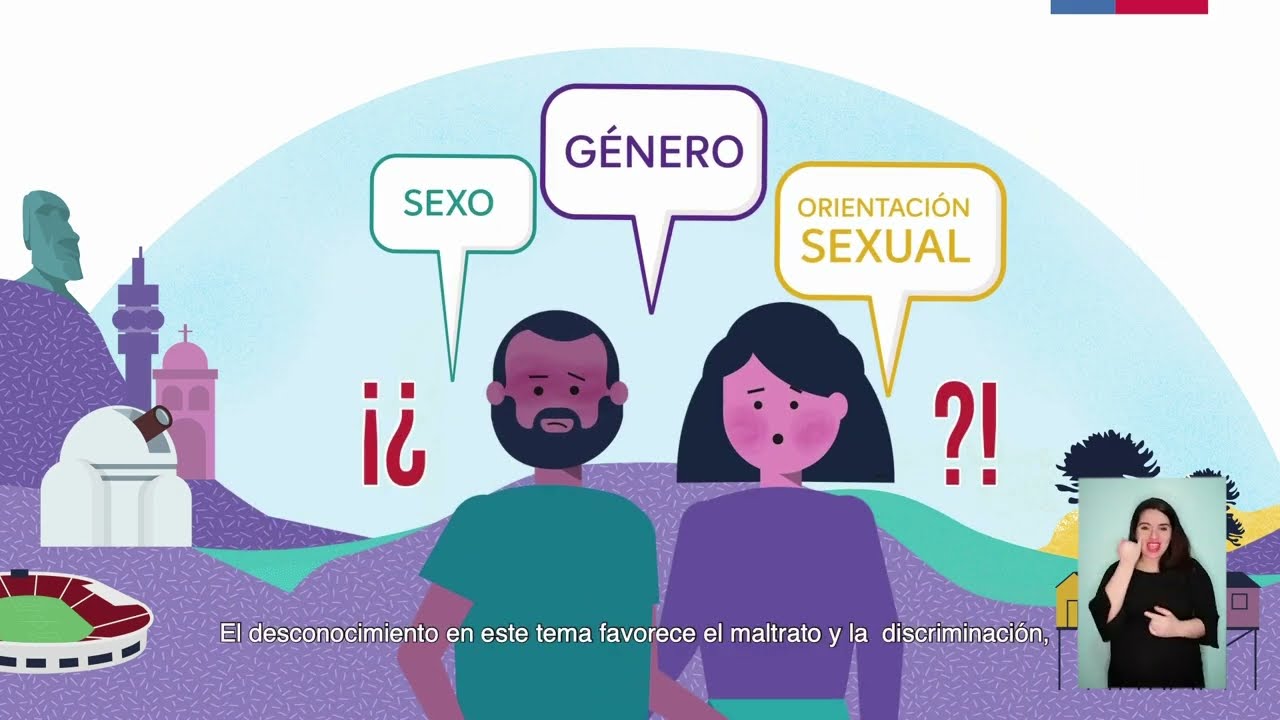 GÉNERO
SEXO
ORIENTACIÓN
SEXUAL
¡¿
?!
El desconocimiento en este tema favorece el maltrato y la  discriminación,